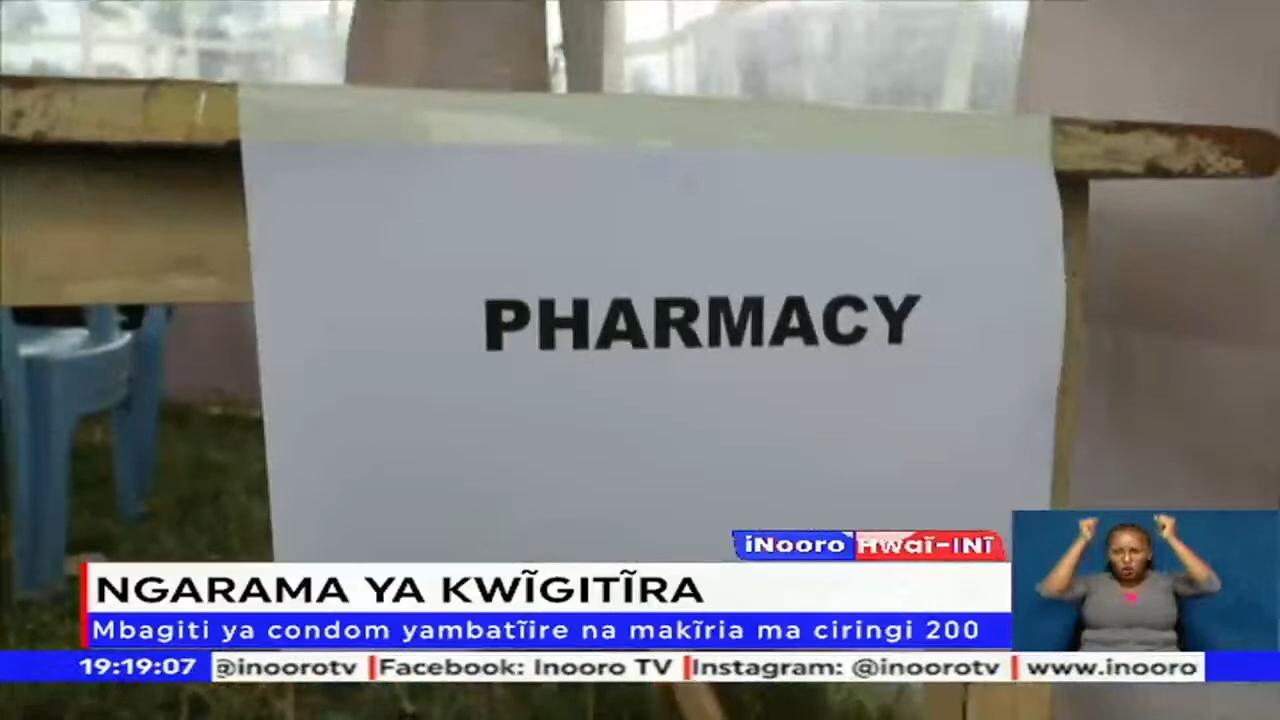 PHARMACY
iNooro Hwaĩ-INĩ
NGARAMA YA KWĨGITĨRA
Mbagiti ya condom yambatĩire na makĩria ma ciringi 200
19:19:07 @inoorotv | Facebook: Inooro TV | Instagram: @inoorotv | www.inooro